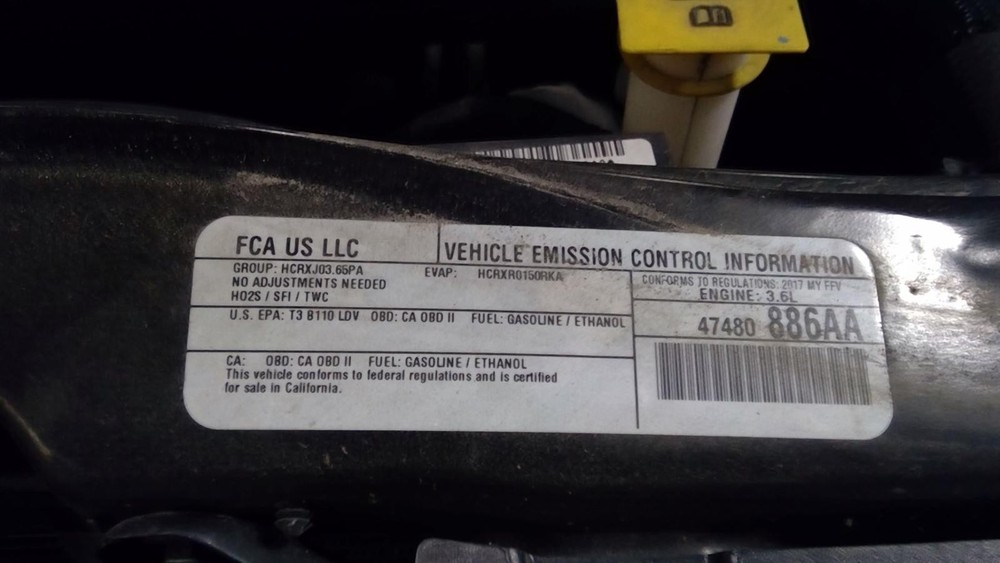 FCA US LLC
VEHICLE EMISSION CONTROL INFORMATION
GROUP: HCRXJ03.65PA EVAP: HCRXR0150RKA
NO ADJUSTMENTS NEEDED
HO2S / SFI / TWC
CONFORMS TO REGULATIONS: 2017 MY FFV
ENGINE: 3.6L
U.S. EPA: T3 B110 LDV OBD: CA OBD II FUEL: GASOLINE / ETHANOL
47480 886AA
CA: OBD: CA OBD II FUEL: GASOLINE / ETHANOL
This vehicle conforms to federal regulations and is certified
for sale in California.